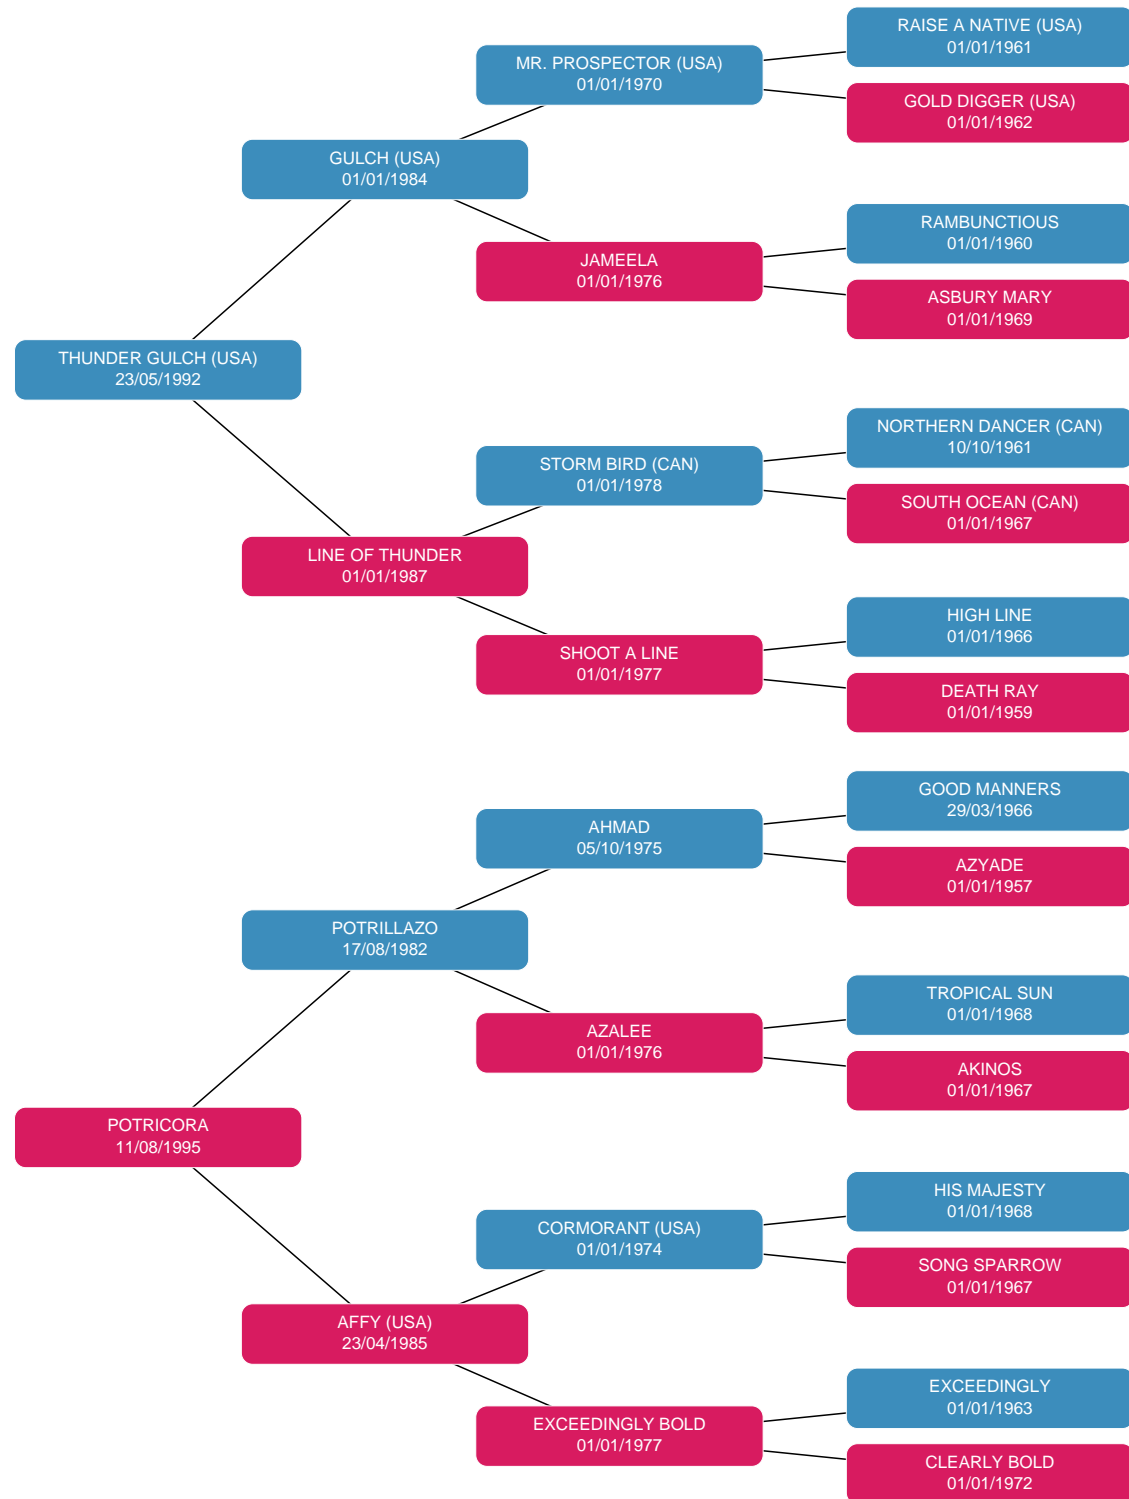 RAISE A NATIVE (USA)
01/01/1961
MR. PROSPECTOR (USA)
01/01/1970
GOLD DIGGER (USA)
01/01/1962
GULCH (USA)
01/01/1984
RAMBUNCTIOUS
01/01/1960
JAMEELA
01/01/1976
ASBURY MARY
01/01/1969
THUNDER GULCH (USA)
23/05/1992
NORTHERN DANCER (CAN)
10/10/1961
STORM BIRD (CAN)
01/01/1978
SOUTH OCEAN (CAN)
01/01/1967
LINE OF THUNDER
01/01/1987
HIGH LINE
01/01/1966
SHOOT A LINE
01/01/1977
DEATH RAY
01/01/1959
GOOD MANNERS
29/03/1966
AHMAD
05/10/1975
AZYADE
01/01/1957
POTRILLAZO
17/08/1982
TROPICAL SUN
01/01/1968
AZALEE
01/01/1976
AKINOS
01/01/1967
POTRICORA
11/08/1995
HIS MAJESTY
01/01/1968
CORMORANT (USA)
01/01/1974
SONG SPARROW
01/01/1967
AFFY (USA)
23/04/1985
EXCEEDINGLY
01/01/1963
EXCEEDINGLY BOLD
01/01/1977
CLEARLY BOLD
01/01/1972